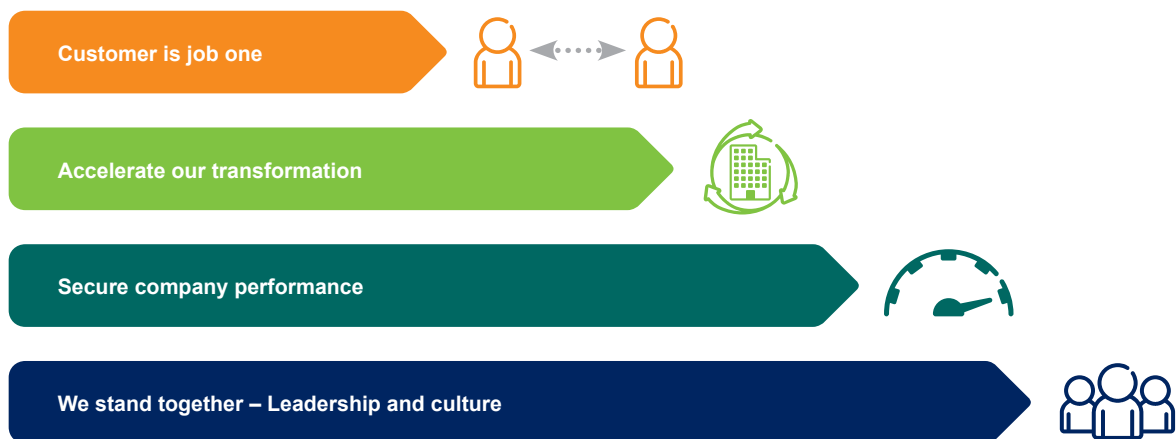 Customer is job one
Accelerate our transformation
Secure company performance
We stand together – Leadership and culture